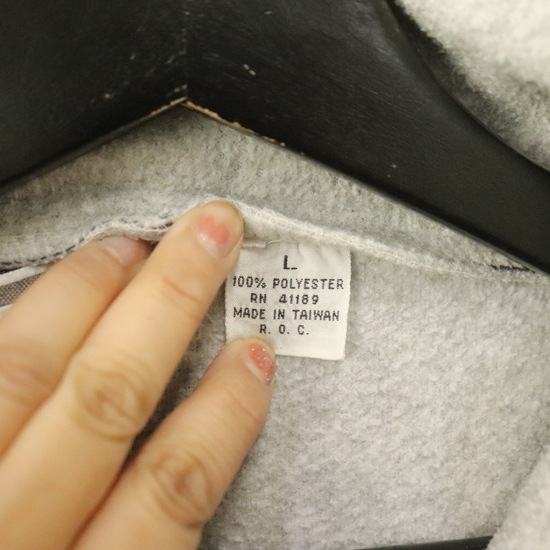 L
100% POLYESTER
RN 41189
MADE IN TAIWAN
R. O. C.